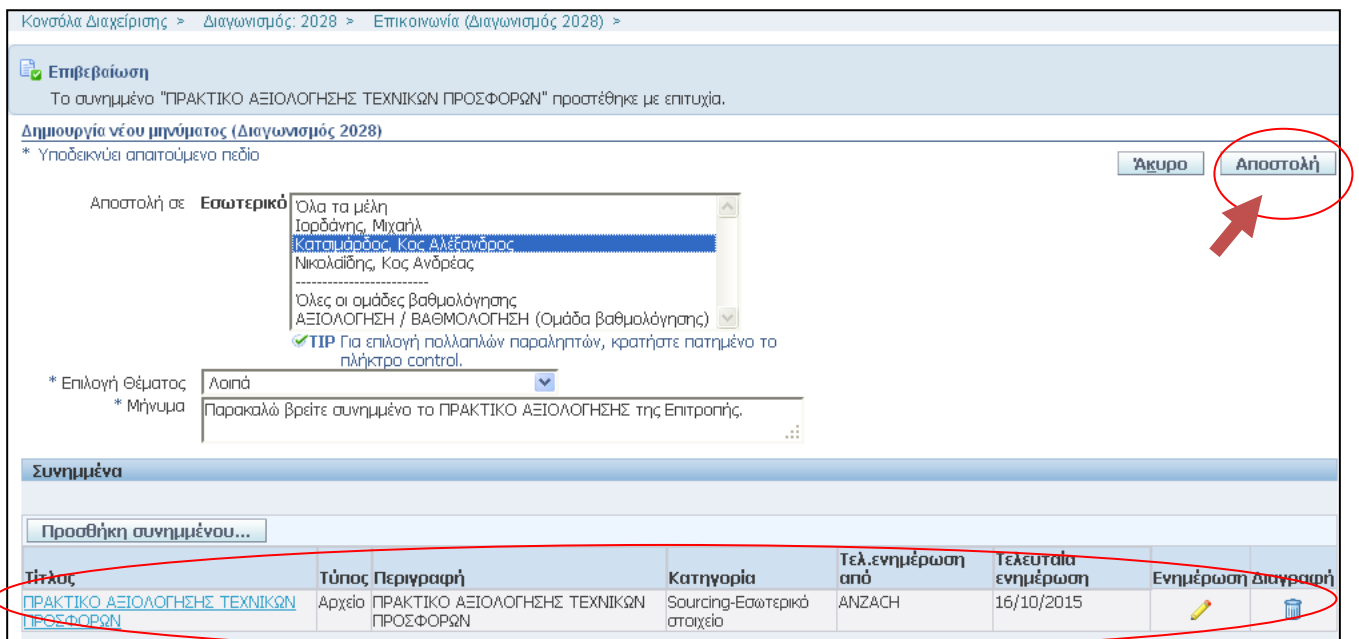 Κονσόλα Διαχείρισης > Διαγωνισμός: 2028 > Επικοινωνία (Διαγωνισμός 2028) >
Επιβεβαίωση
Το συνημμένο "ΠΡΑΚΤΙΚΟ ΑΞΙΟΛΟΓΗΣΗΣ ΤΕΧΝΙΚΩΝ ΠΡΟΣΦΟΡΩΝ" προστέθηκε με επιτυχία.
Δημιουργία νέου μηνύματος (Διαγωνισμός 2028)
* Υποδεικνύει απαιτούμενο πεδίο
Άκυρο Αποστολή
Αποστολή σε Εσωτερικό
Όλα τα μέλη
Ιορδάνης, Μιχαήλ
Κατσιμάρδος, Κος Αλέξανδρος
Νικολαΐδης, Κος Ανδρέας
-------------------------
Όλες οι ομάδες βαθμολόγησης
ΑΞΙΟΛΟΓΗΣΗ / ΒΑΘΜΟΛΟΓΗΣΗ (Ομάδα βαθμολόγησης)
TIP Για επιλογή πολλαπλών παραληπτών, κρατήστε πατημένο το
πλήκτρο control.
* Επιλογή Θέματος Λοιπά
* Μήνυμα Παρακαλώ βρείτε συνημμένο το ΠΡΑΚΤΙΚΟ ΑΞΙΟΛΟΓΗΣΗΣ της Επιτροπής.
Συνημμένα
Προσθήκη συνημμένου...
Τίτλος Τύπος Περιγραφή Κατηγορία Τελ.ενημέρωση από Τελευταία ενημέρωση Ενημέρωση Διαγραφή
ΠΡΑΚΤΙΚΟ ΑΞΙΟΛΟΓΗΣΗΣ ΤΕΧΝΙΚΩΝ Αρχείο ΠΡΑΚΤΙΚΟ ΑΞΙΟΛΟΓΗΣΗΣ ΤΕΧΝΙΚΩΝ Sourcing-Εσωτερικό ANZACH 16/10/2015
ΠΡΟΣΦΟΡΩΝ ΠΡΟΣΦΟΡΩΝ στοιχείο